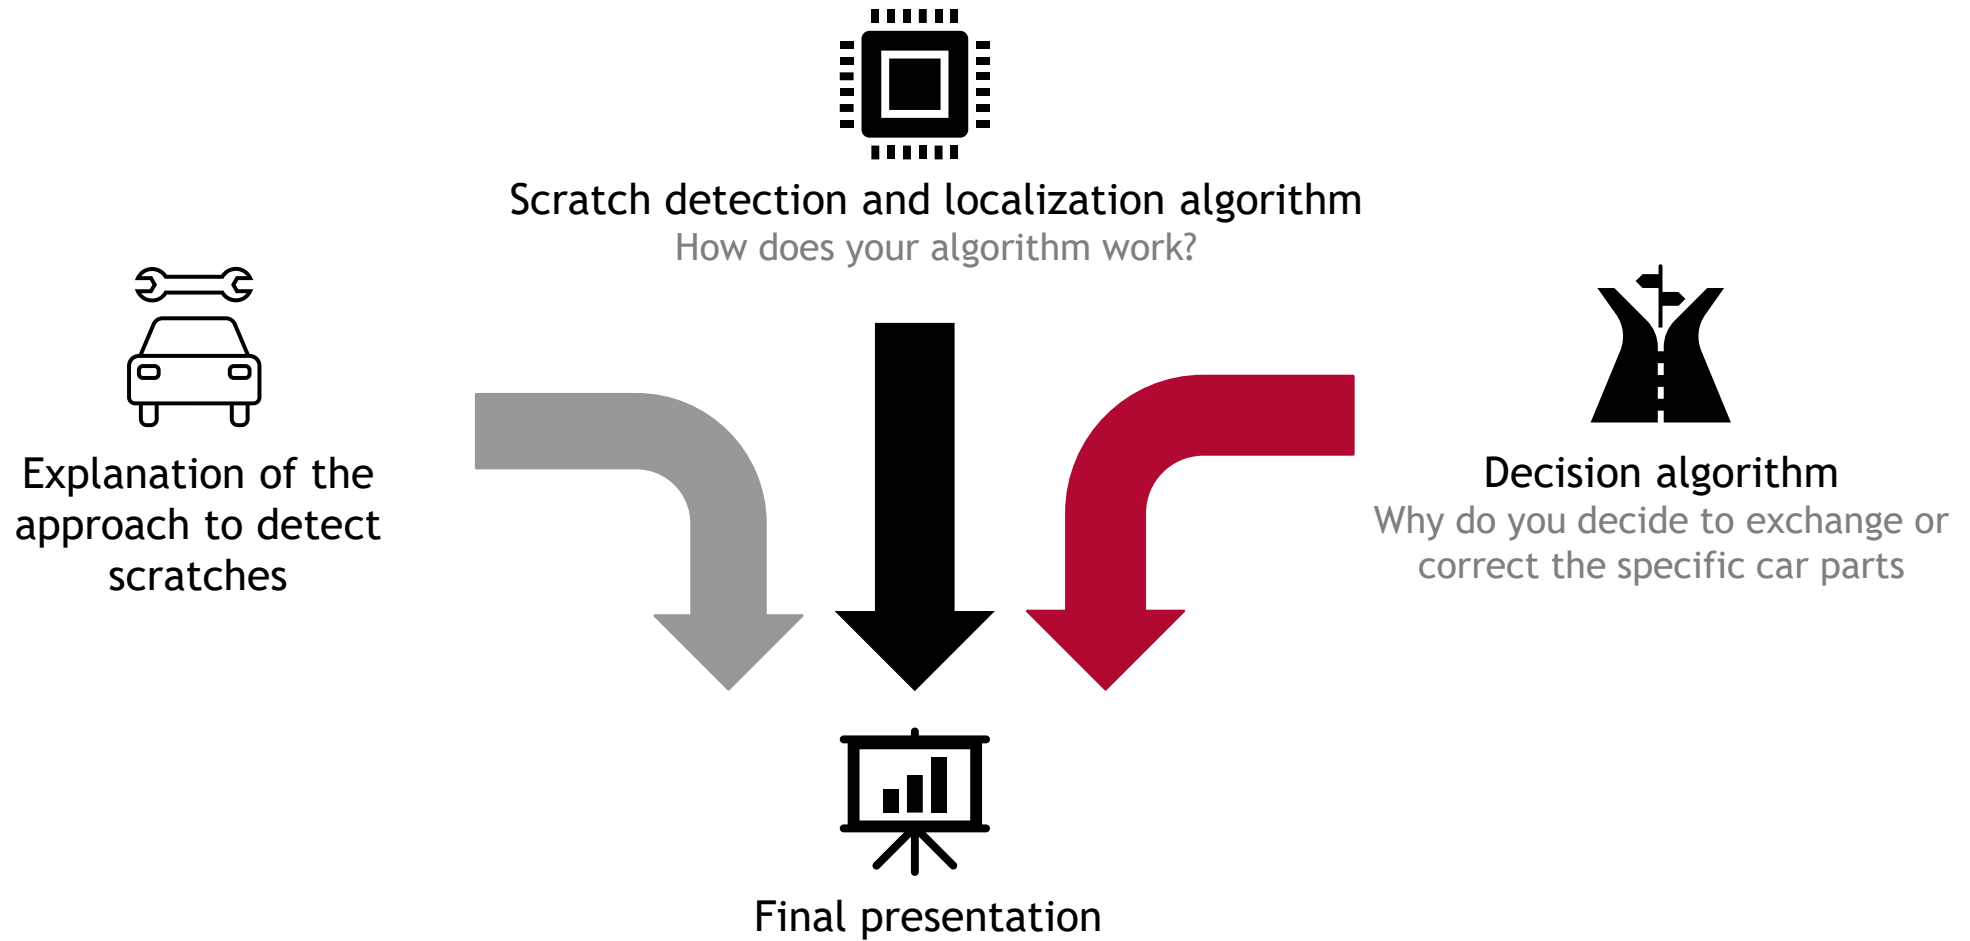 Scratch detection and localization algorithm
How does your algorithm work?
Explanation of the
approach to detect
scratches
Decision algorithm
Why do you decide to exchange or
correct the specific car parts
Final presentation